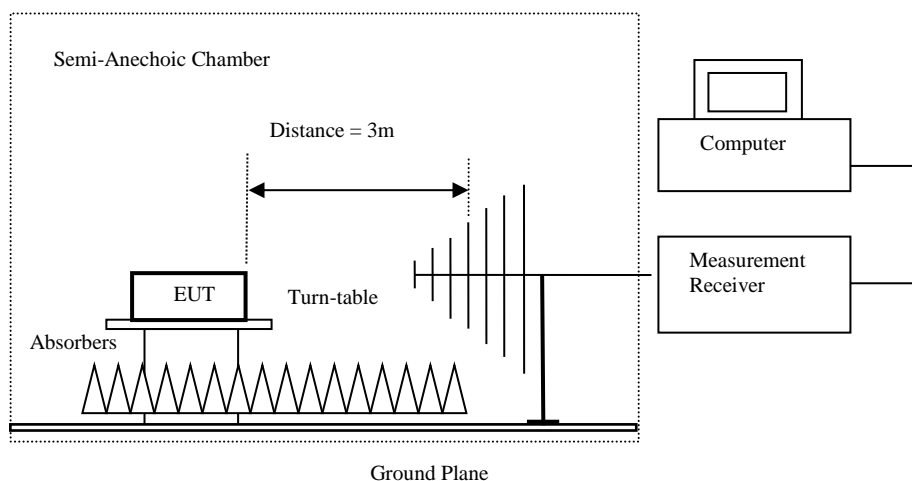 Semi-Anechoic Chamber
Distance = 3m
Computer
Measurement
Receiver
EUT
Turn-table
Absorbers
Ground Plane